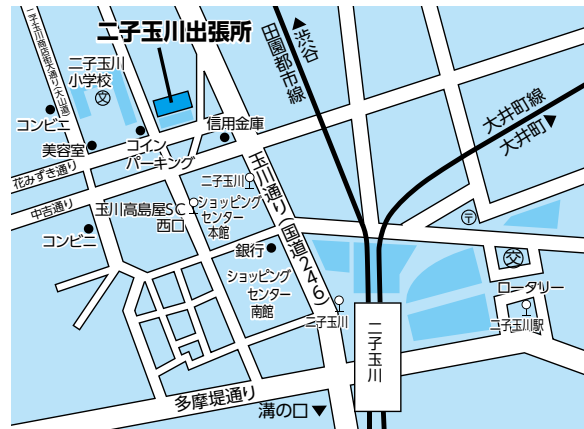 二子玉川出張所
二子玉川商店街大通り(大山道)
二子玉川
小学校
文
コンビニ
美容室
コイン
パーキング
信用金庫
花みずき通り
中吉通り
コンビニ
玉川高島屋SC
西口
二子玉川
ショッピング
センター
本館
銀行
ショッピング
センター
南館
玉川通り(国道246)
二子玉川
▲渋谷
田園都市線
大井町線
大井町▶
〒
交
ロータリー
二子玉川駅
二子玉川
多摩堤通り
溝の口▼